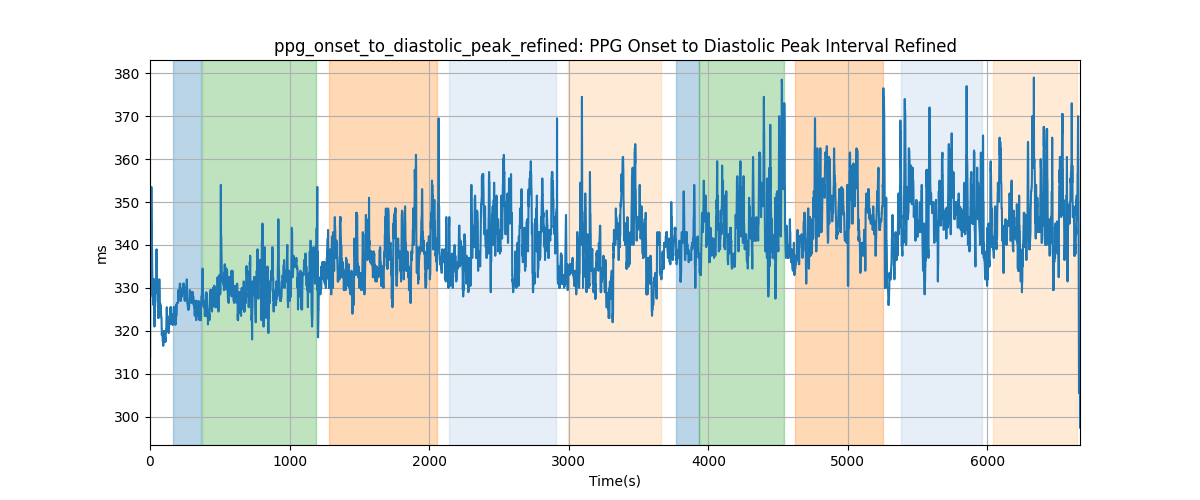 ppg_onset_to_diastolic_peak_refined: PPG Onset to Diastolic Peak Interval Refined
380
370
360
350
340
330
320
310
300
ms
0 1000 2000 3000 4000 5000 6000
Time(s)